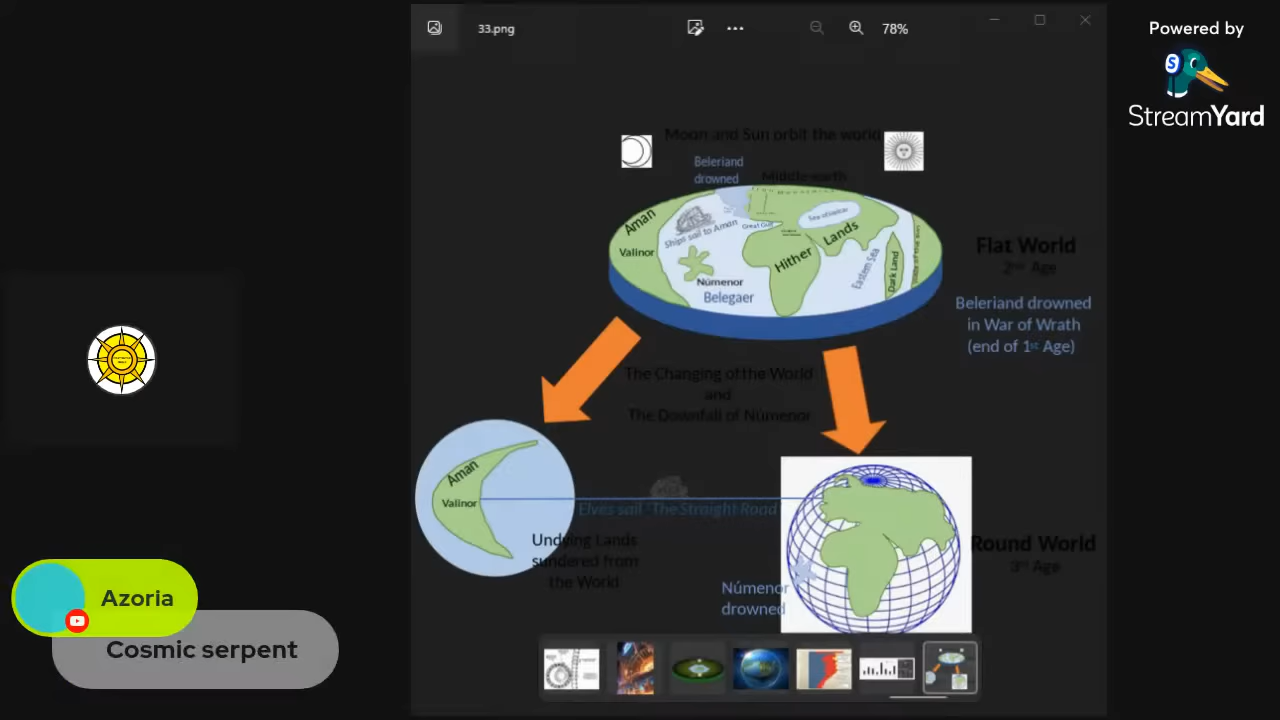 33.png
78%
Powered by
StreamYard
Moon and Sun orbit the world
Beleriand
drowned
Middle-earth
Aman
Valinor
Ships sail to Aman
Great Gulf
Sea of
Númenor
Belegaer
Hither
Lands
Eastern Sea
Dark Land
Flat World
2nd Age
Beleriand drowned
in War of Wrath
(end of 1st Age)
The Changing of the World
and
The Downfall of Númenor
Aman
Valinor
Elves sail 'The Straight Road'
Undying Lands
sundered from
the World
Round World
3rd Age
Númenor
drowned
Azoria
Cosmic serpent